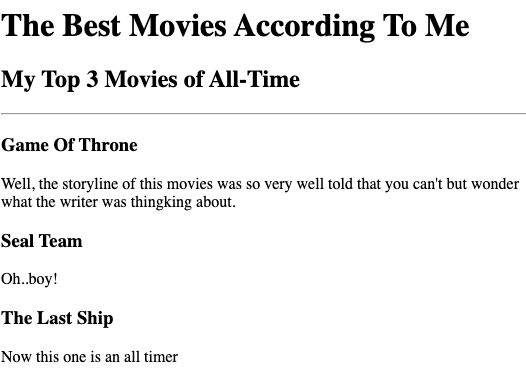 The Best Movies According To Me
My Top 3 Movies of All-Time
Game Of Throne
Well, the storyline of this movies was so very well told that you can't but wonder
what the writer was thingking about.
Seal Team
Oh..boy!
The Last Ship
Now this one is an all timer